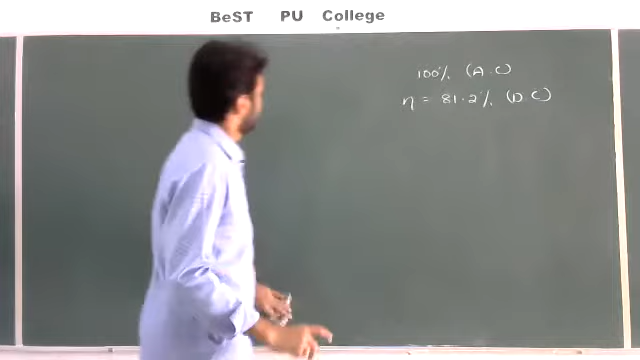 BeST PU College
100% (A.C)
η = 81.2% (D.C)